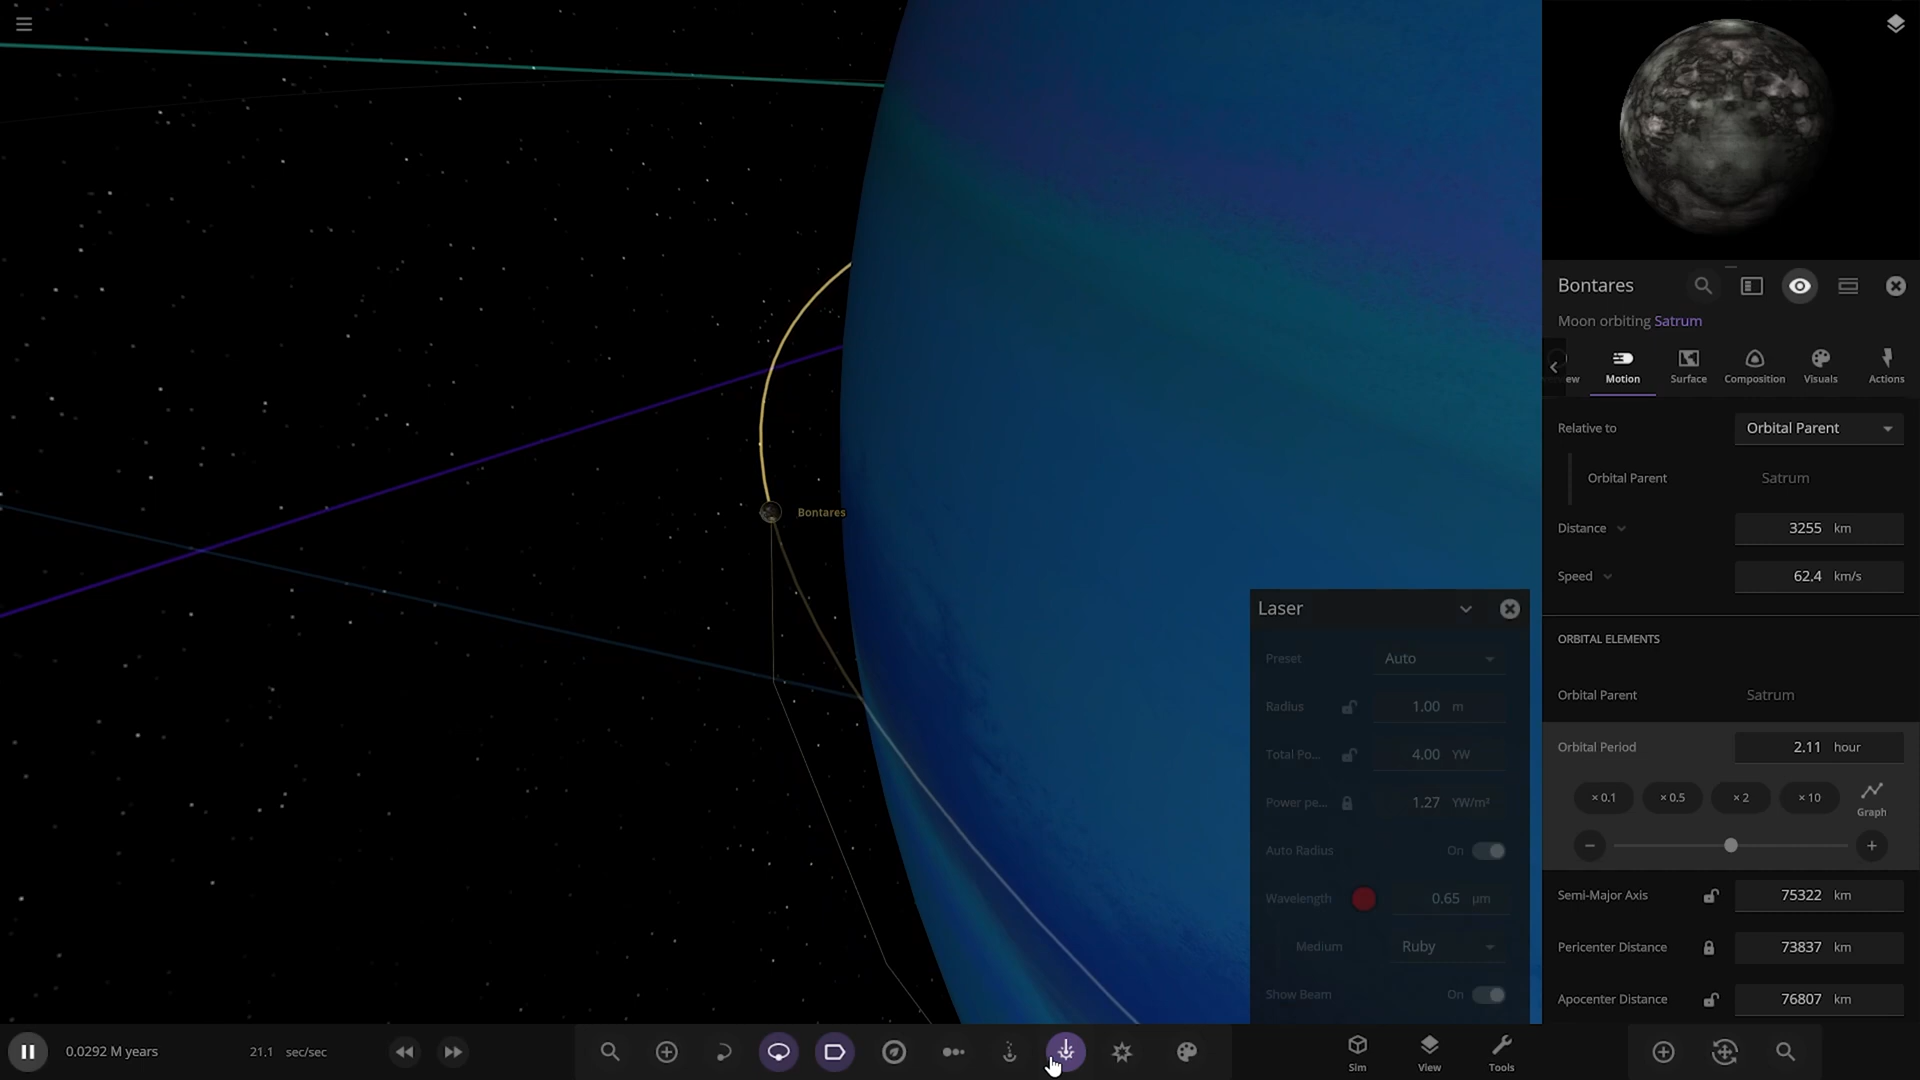 Bontares
Bontares
Moon orbiting Satrum
Motion
Surface
Composition
Visuals
Actions
Relative to
Orbital Parent
Orbital Parent
Satrum
Distance
3255 km
Speed
62.4 km/s
ORBITAL ELEMENTS
Orbital Parent
Satrum
Orbital Period
2.11 hour
× 0.1
× 0.5
× 2
× 10
Graph
Semi-Major Axis
75322 km
Pericenter Distance
73837 km
Apocenter Distance
76807 km
Laser
Preset
Auto
Radius
1.00 m
Total Po...
4.00 YW
Power pe...
1.27 YW/m²
Auto Radius
On
Wavelength
0.65 µm
Medium
Ruby
Show Beam
On
0.0292 M years
21.1 sec/sec
Sim
View
Tools